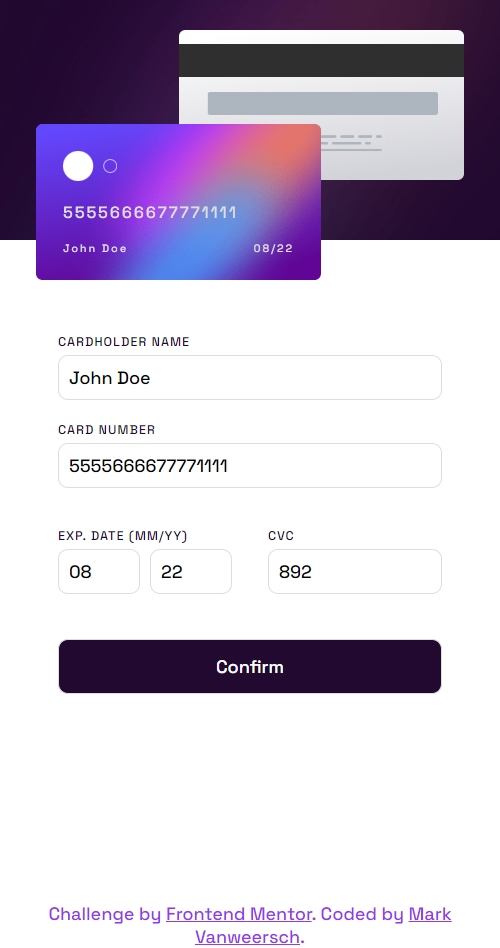 5555666677771111
John Doe 08/22
CARDHOLDER NAME
John Doe
CARD NUMBER
5555666677771111
EXP. DATE (MM/YY) CVC
08 22 892
Confirm
Challenge by Frontend Mentor. Coded by Mark
Vanweersch.